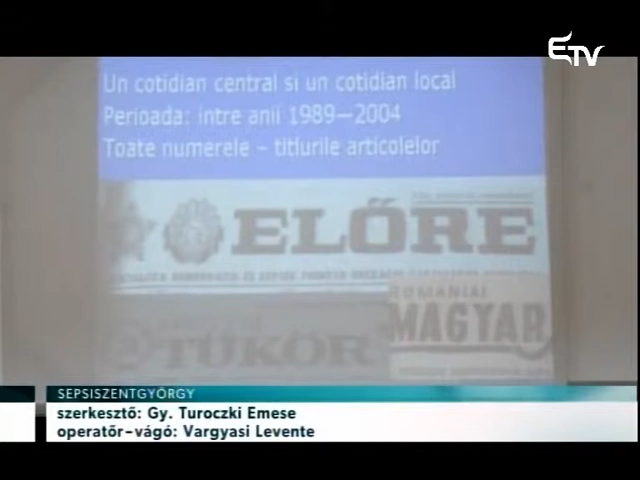 ETV
Un cotidian central si un cotidian local
Perioada: intre anii 1989—2004
Toate numerele – titlurile articolelor
ELŐRE
TÜKÖR
ROMANIAI
MAGYAR
SEPSISZENTGYÖRGY
szerkesztő: Gy. Turoczki Emese
operatőr-vágó: Vargyasi Levente